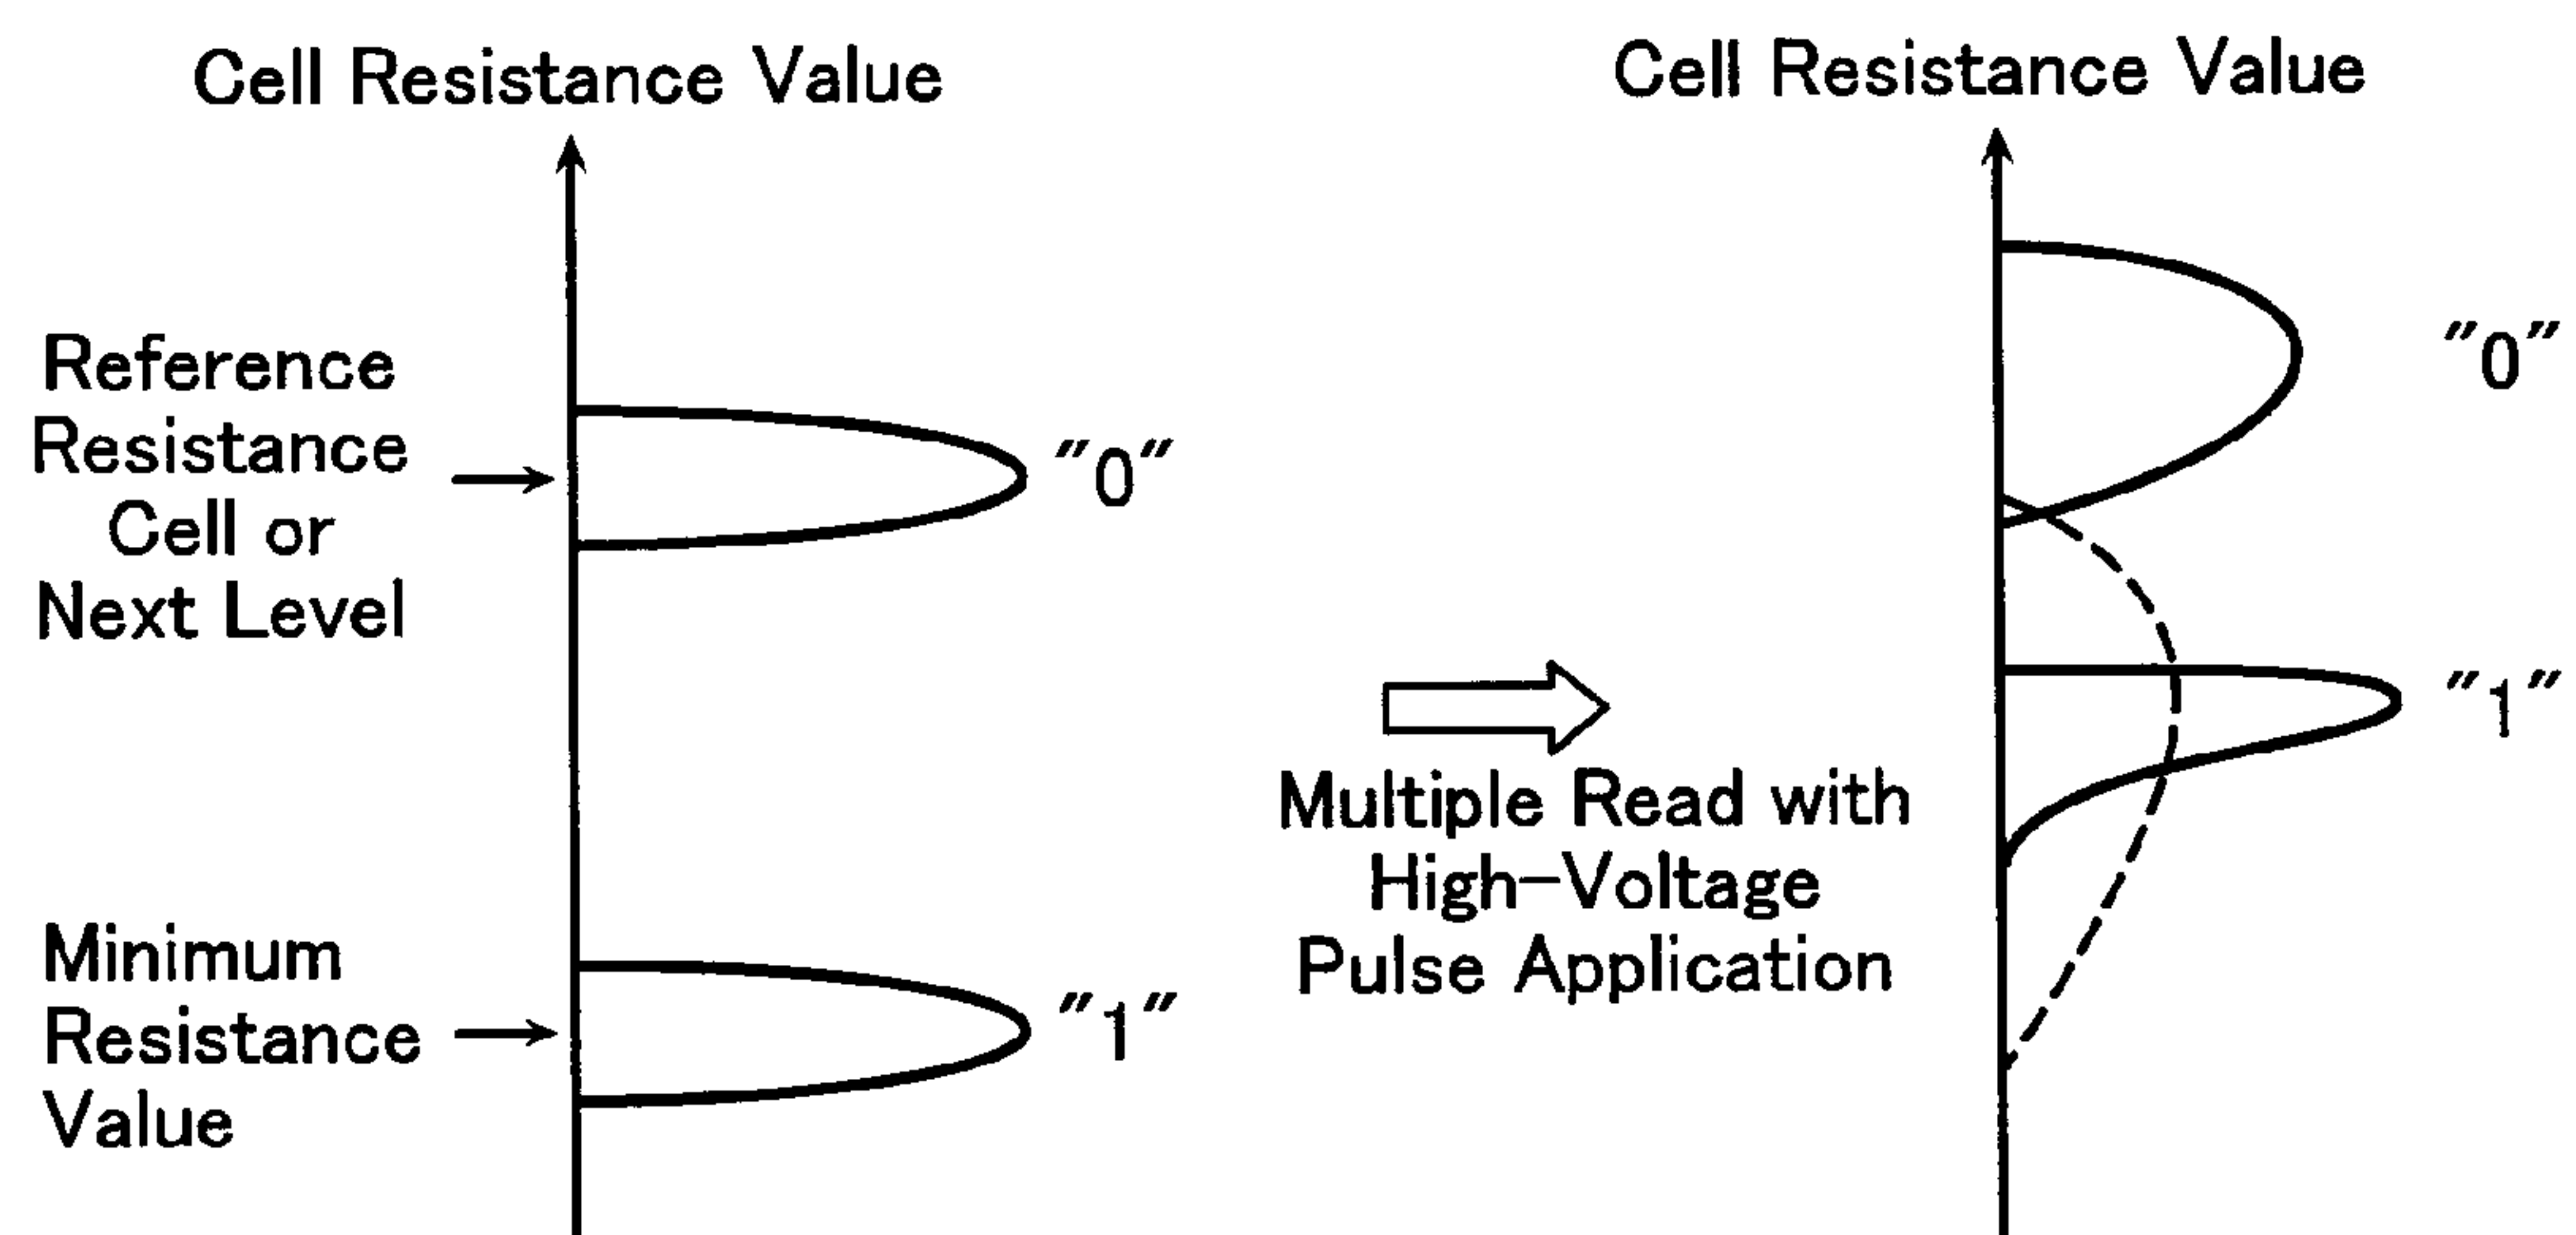 Cell Resistance Value
Reference
Resistance
Cell or
Next Level
"0"
Minimum
Resistance
Value
"1"
Multiple Read with
High-Voltage
Pulse Application
Cell Resistance Value
"0"
"1"